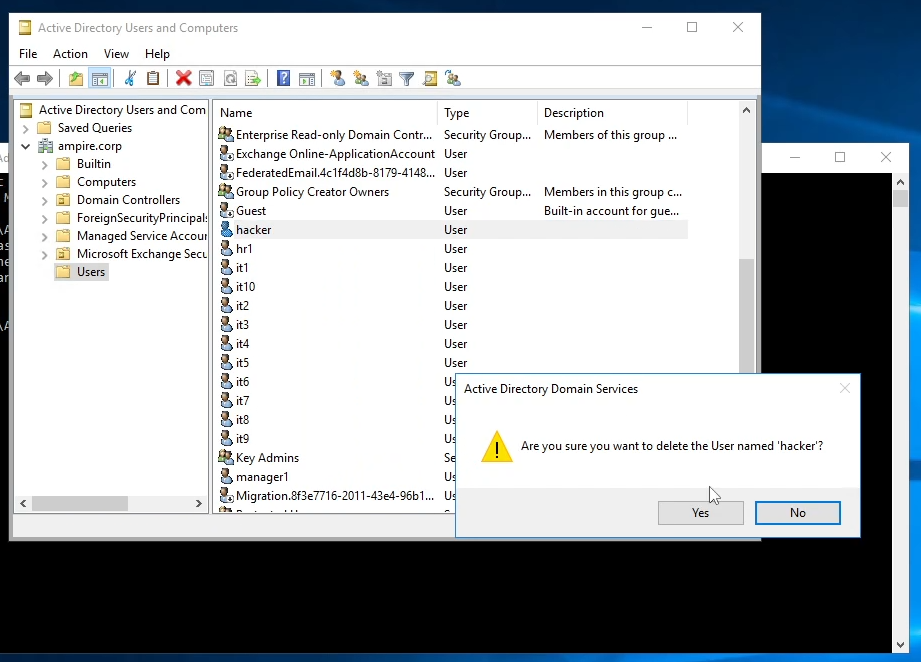 Active Directory Users and Computers
File Action View Help
Active Directory Users and Com
Saved Queries
ampire.corp
Builtin
Computers
Domain Controllers
ForeignSecurityPrincipals
Managed Service Accour
Microsoft Exchange Secu
Users
Name Type Description
Enterprise Read-only Domain Contr... Security Group... Members of this group ...
Exchange Online-ApplicationAccount User
FederatedEmail.4c1f4d8b-8179-4148... User
Group Policy Creator Owners Security Group... Members in this group c...
Guest User Built-in account for gue...
hacker User
hr1 User
it1 User
it10 User
it2 User
it3 User
it4 User
it5 User
it6 Us
it7 Us
it8 Us
it9 Us
Key Admins Se
manager1 Us
Migration.8f3e7716-2011-43e4-96b1... Us
Active Directory Domain Services
Are you sure you want to delete the User named 'hacker'?
Yes No